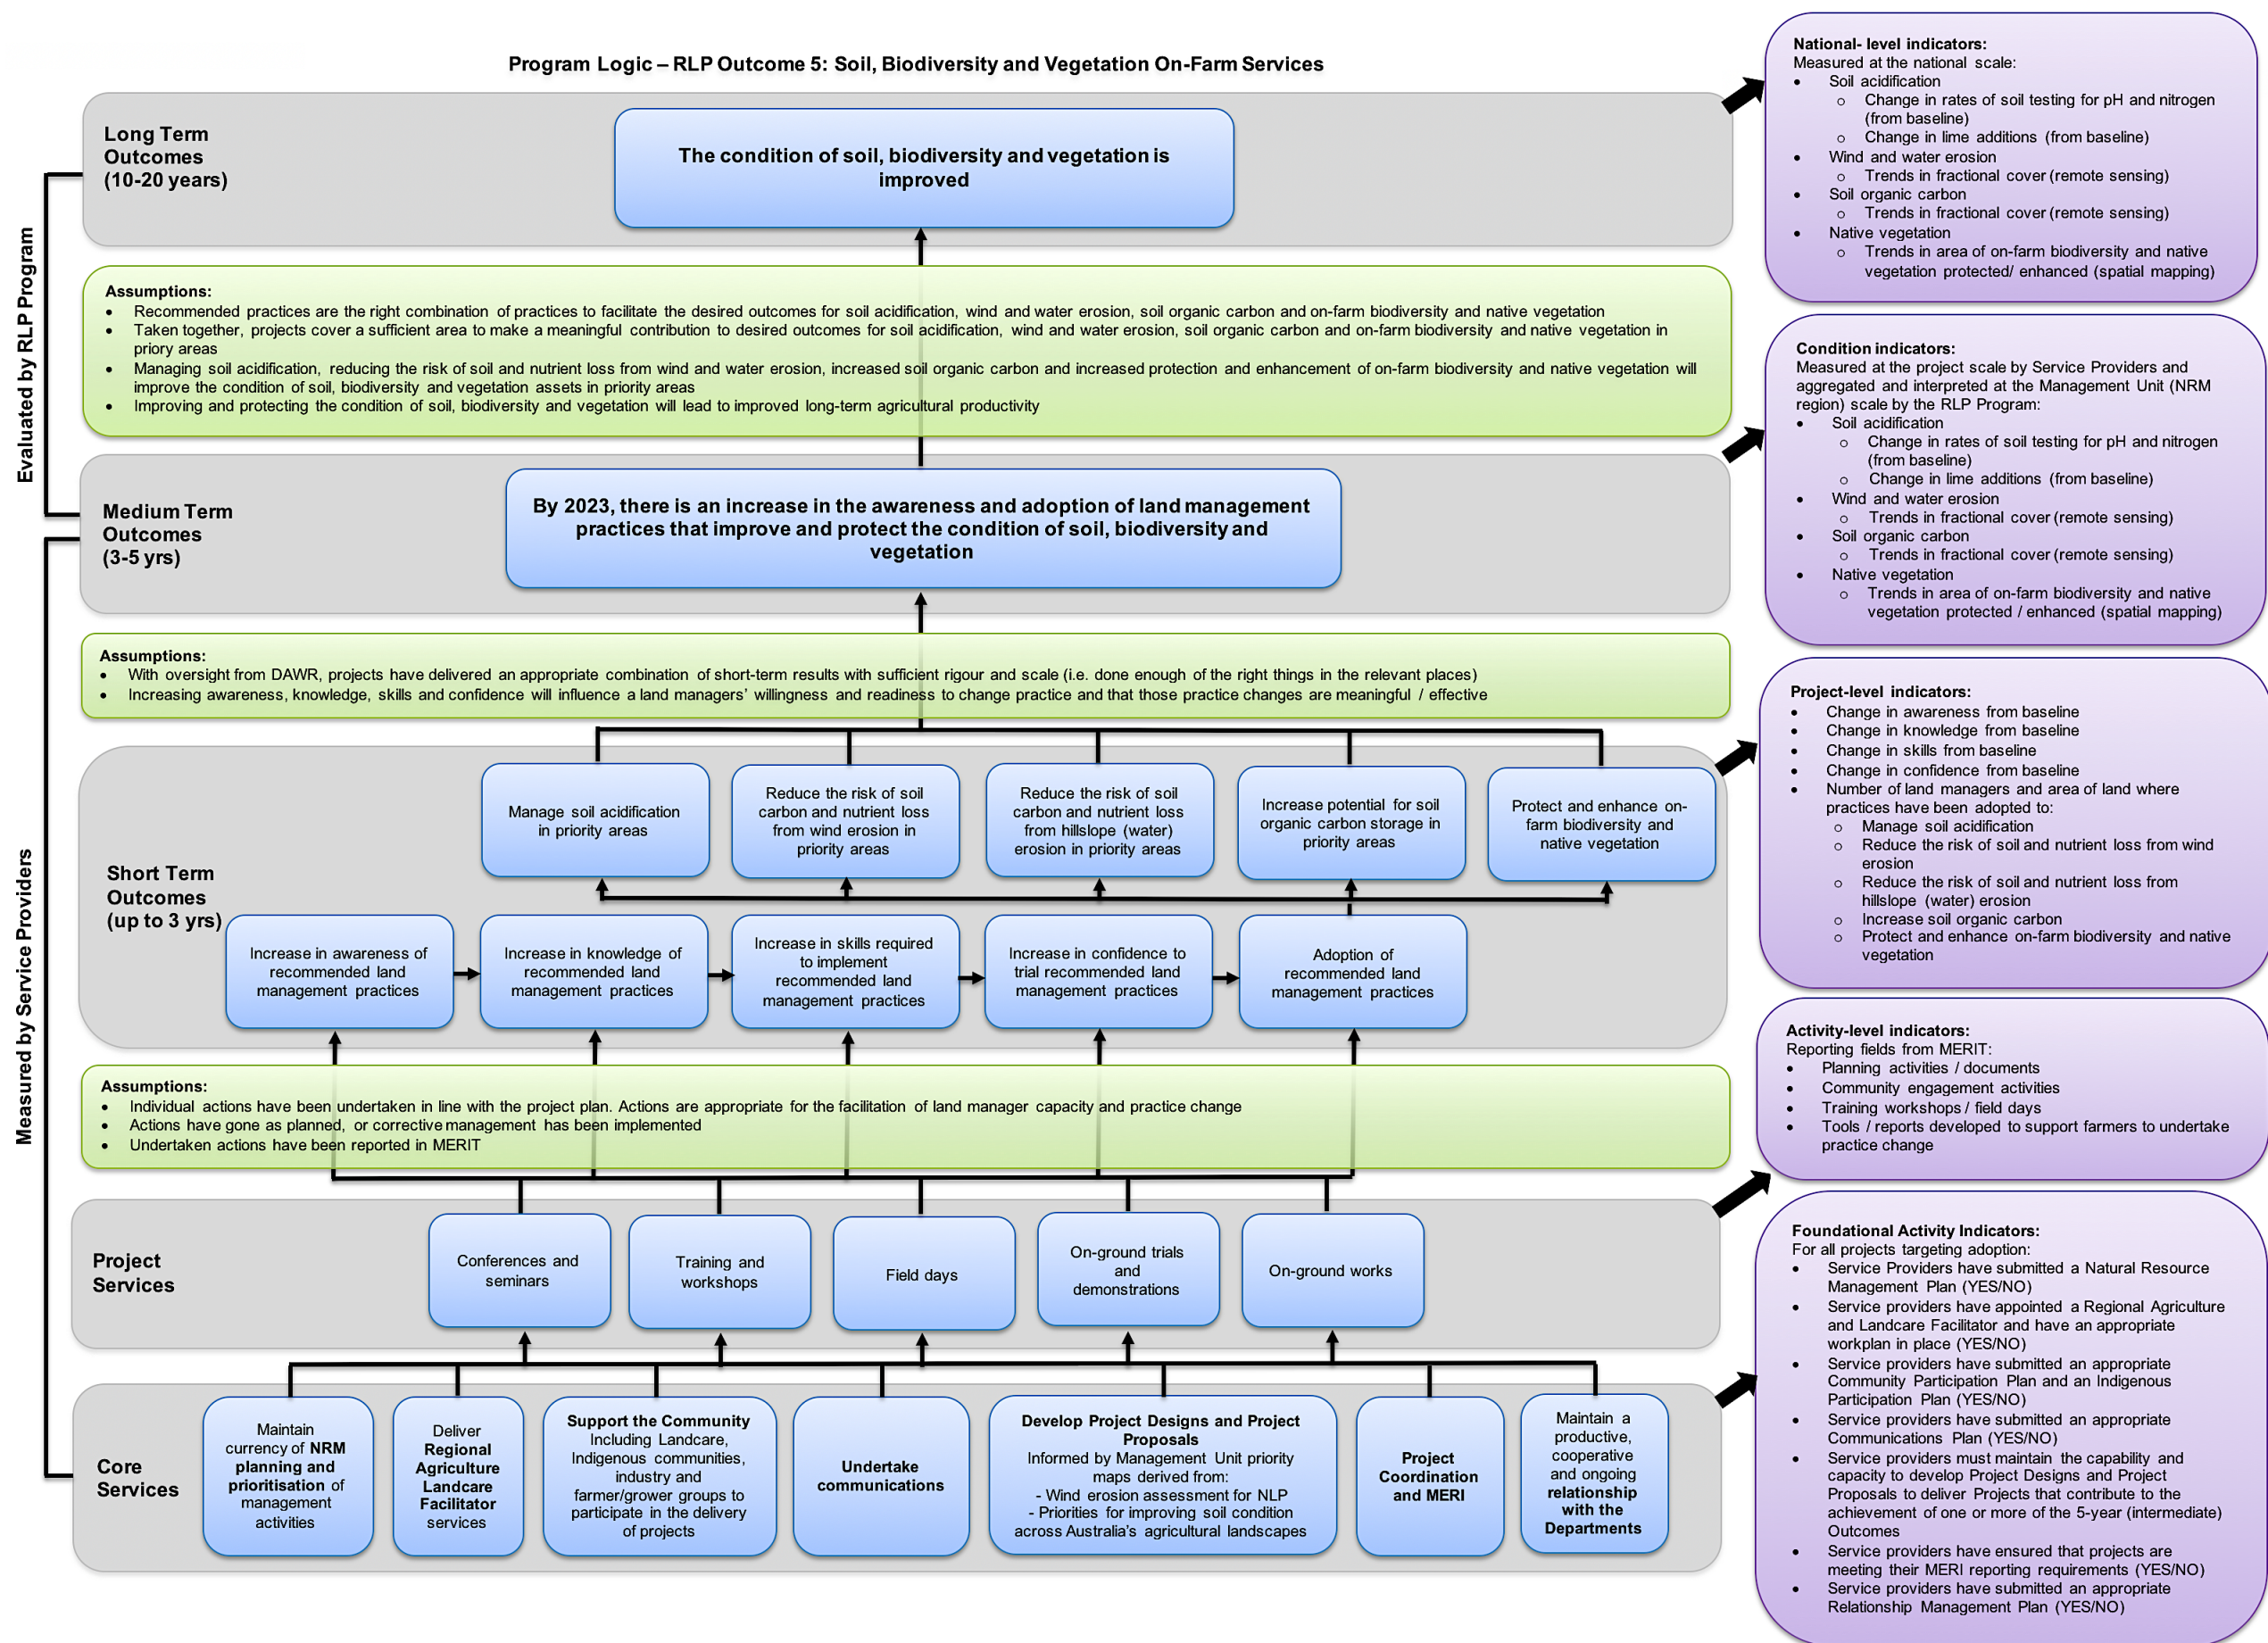 Program Logic – RLP Outcome 5: Soil, Biodiversity and Vegetation On-Farm Services
Evaluated by RLP Program
Measured by Service Providers
Long Term
Outcomes
(10-20 years)
The condition of soil, biodiversity and vegetation is
improved
Assumptions:
• Recommended practices are the right combination of practices to facilitate the desired outcomes for soil acidification, wind and water erosion, soil organic carbon and on-farm biodiversity and native vegetation
• Taken together, projects cover a sufficient area to make a meaningful contribution to desired outcomes for soil acidification, wind and water erosion, soil organic carbon and on-farm biodiversity and native vegetation in
priory areas
• Managing soil acidification, reducing the risk of soil and nutrient loss from wind and water erosion, increased soil organic carbon and increased protection and enhancement of on-farm biodiversity and native vegetation will
improve the condition of soil, biodiversity and vegetation assets in priority areas
• Improving and protecting the condition of soil, biodiversity and vegetation will lead to improved long-term agricultural productivity
Medium Term
Outcomes
(3-5 yrs)
By 2023, there is an increase in the awareness and adoption of land management
practices that improve and protect the condition of soil, biodiversity and
vegetation
Assumptions:
• With oversight from DAWR, projects have delivered an appropriate combination of short-term results with sufficient rigour and scale (i.e. done enough of the right things in the relevant places)
• Increasing awareness, knowledge, skills and confidence will influence a land managers' willingness and readiness to change practice and that those practice changes are meaningful / effective
Short Term
Outcomes
(up to 3 yrs)
Manage soil acidification
in priority areas
Reduce the risk of soil
carbon and nutrient loss
from wind erosion in
priority areas
Reduce the risk of soil
carbon and nutrient loss
from hillslope (water)
erosion in priority areas
Increase potential for soil
organic carbon storage in
priority areas
Protect and enhance on-
farm biodiversity and
native vegetation
Increase in awareness of
recommended land
management practices
Increase in knowledge of
recommended land
management practices
Increase in skills required
to implement
recommended land
management practices
Increase in confidence to
trial recommended land
management practices
Adoption of
recommended land
management practices
Assumptions:
• Individual actions have been undertaken in line with the project plan. Actions are appropriate for the facilitation of land manager capacity and practice change
• Actions have gone as planned, or corrective management has been implemented
• Undertaken actions have been reported in MERIT
Project
Services
Conferences and
seminars
Training and
workshops
Field days
On-ground trials
and
demonstrations
On-ground works
Core
Services
Maintain
currency of NRM
planning and
prioritisation of
management
activities
Deliver
Regional
Agriculture
Landcare
Facilitator
services
Support the Community
Including Landcare,
Indigenous communities,
industry and
farmer/grower groups to
participate in the delivery
of projects
Undertake
communications
Develop Project Designs and Project
Proposals
Informed by Management Unit priority
maps derived from:
- Wind erosion assessment for NLP
- Priorities for improving soil condition
across Australia's agricultural landscapes
Project
Coordination
and MERI
Maintain a
productive,
cooperative
and ongoing
relationship
with the
Departments
National- level indicators:
Measured at the national scale:
• Soil acidification
o Change in rates of soil testing for pH and nitrogen
(from baseline)
o Change in lime additions (from baseline)
• Wind and water erosion
o Trends in fractional cover (remote sensing)
• Soil organic carbon
o Trends in fractional cover (remote sensing)
• Native vegetation
o Trends in area of on-farm biodiversity and native
vegetation protected/ enhanced (spatial mapping)
Condition indicators:
Measured at the project scale by Service Providers and
aggregated and interpreted at the Management Unit (NRM
region) scale by the RLP Program:
• Soil acidification
o Change in rates of soil testing for pH and nitrogen
(from baseline)
o Change in lime additions (from baseline)
• Wind and water erosion
o Trends in fractional cover (remote sensing)
• Soil organic carbon
o Trends in fractional cover (remote sensing)
• Native vegetation
o Trends in area of on-farm biodiversity and native
vegetation protected / enhanced (spatial mapping)
Project-level indicators:
• Change in awareness from baseline
• Change in knowledge from baseline
• Change in skills from baseline
• Change in confidence from baseline
• Number of land managers and area of land where
practices have been adopted to:
o Manage soil acidification
o Reduce the risk of soil and nutrient loss from wind
erosion
o Reduce the risk of soil and nutrient loss from
hillslope (water) erosion
o Increase soil organic carbon
o Protect and enhance on-farm biodiversity and native
vegetation
Activity-level indicators:
Reporting fields from MERIT:
• Planning activities / documents
• Community engagement activities
• Training workshops / field days
• Tools / reports developed to support farmers to undertake
practice change
Foundational Activity Indicators:
For all projects targeting adoption:
• Service Providers have submitted a Natural Resource
Management Plan (YES/NO)
• Service providers have appointed a Regional Agriculture
and Landcare Facilitator and have an appropriate
workplan in place (YES/NO)
• Service providers have submitted an appropriate
Community Participation Plan and an Indigenous
Participation Plan (YES/NO)
• Service providers have submitted an appropriate
Communications Plan (YES/NO)
• Service providers must maintain the capability and
capacity to develop Project Designs and Project
Proposals to deliver Projects that contribute to the
achievement of one or more of the 5-year (intermediate)
Outcomes
• Service providers have ensured that projects are
meeting their MERI reporting requirements (YES/NO)
• Service providers have submitted an appropriate
Relationship Management Plan (YES/NO)